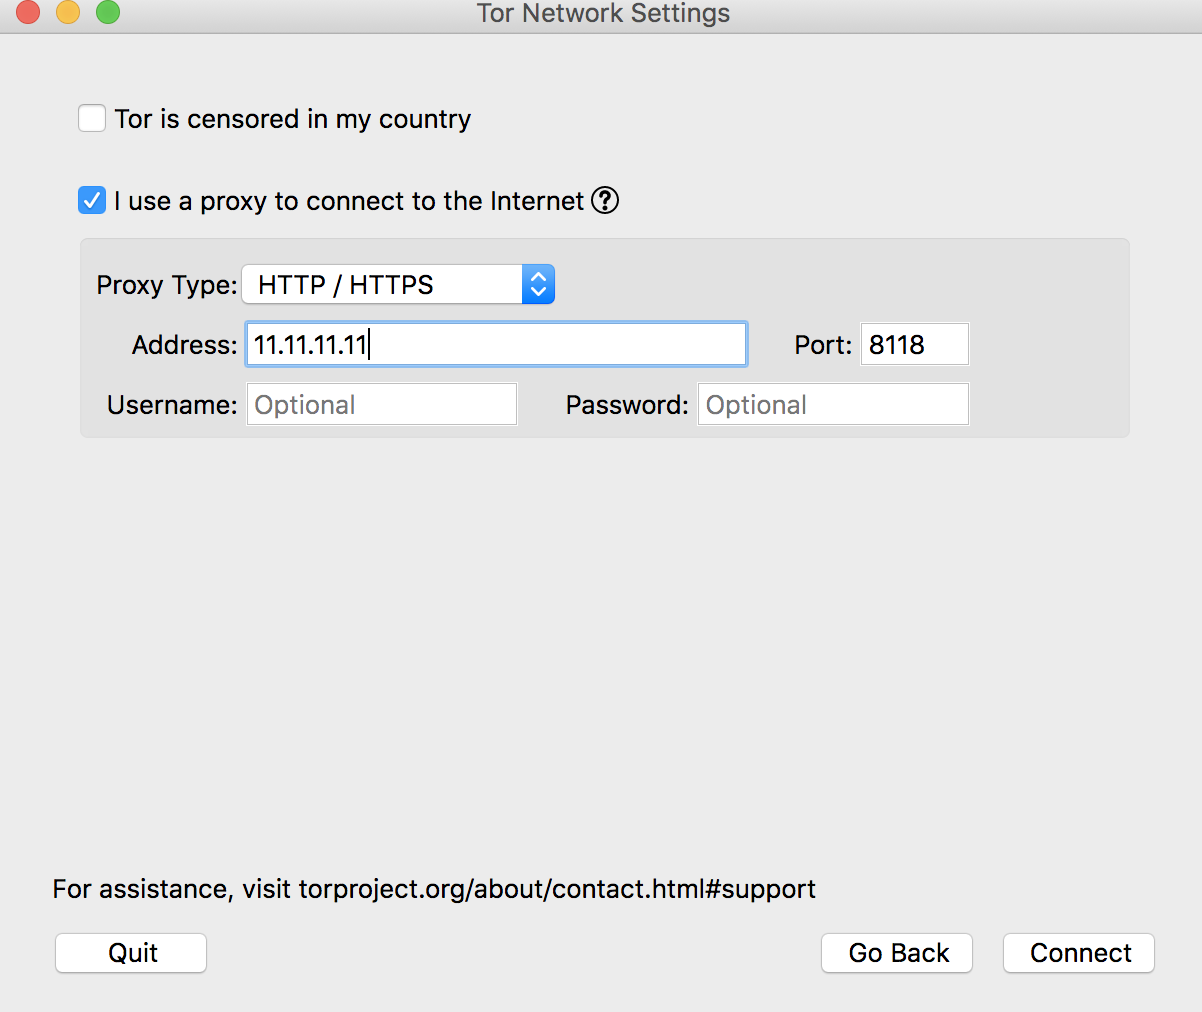 Tor Network Settings
Tor is censored in my country
I use a proxy to connect to the Internet ?
Proxy Type: HTTP / HTTPS
Address: 11.11.11.11 Port: 8118
Username: Optional Password: Optional
For assistance, visit torproject.org/about/contact.html#support
Quit Go Back Connect